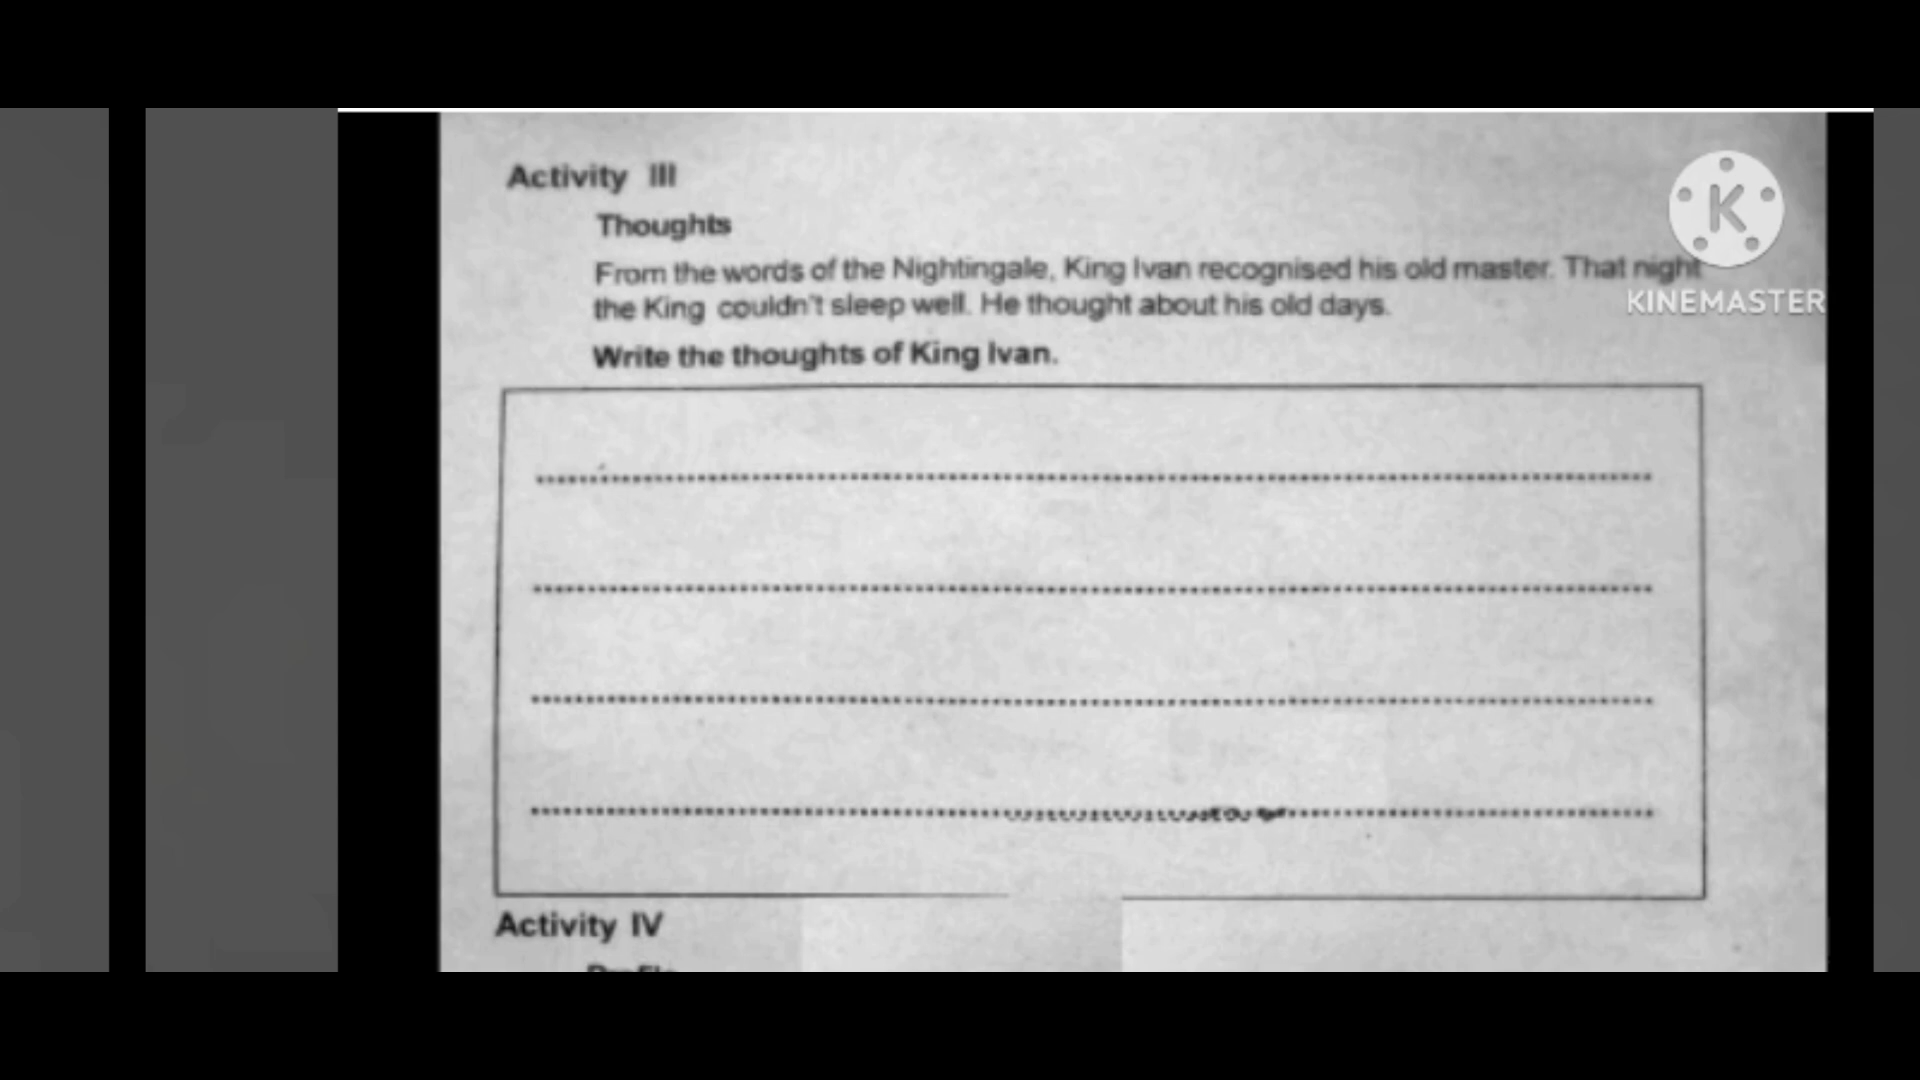 Activity III
Thoughts
From the words of the Nightingale, King Ivan recognised his old master. That night
the King couldn't sleep well. He thought about his old days.
KINEMASTER
Write the thoughts of King Ivan.
Activity IV